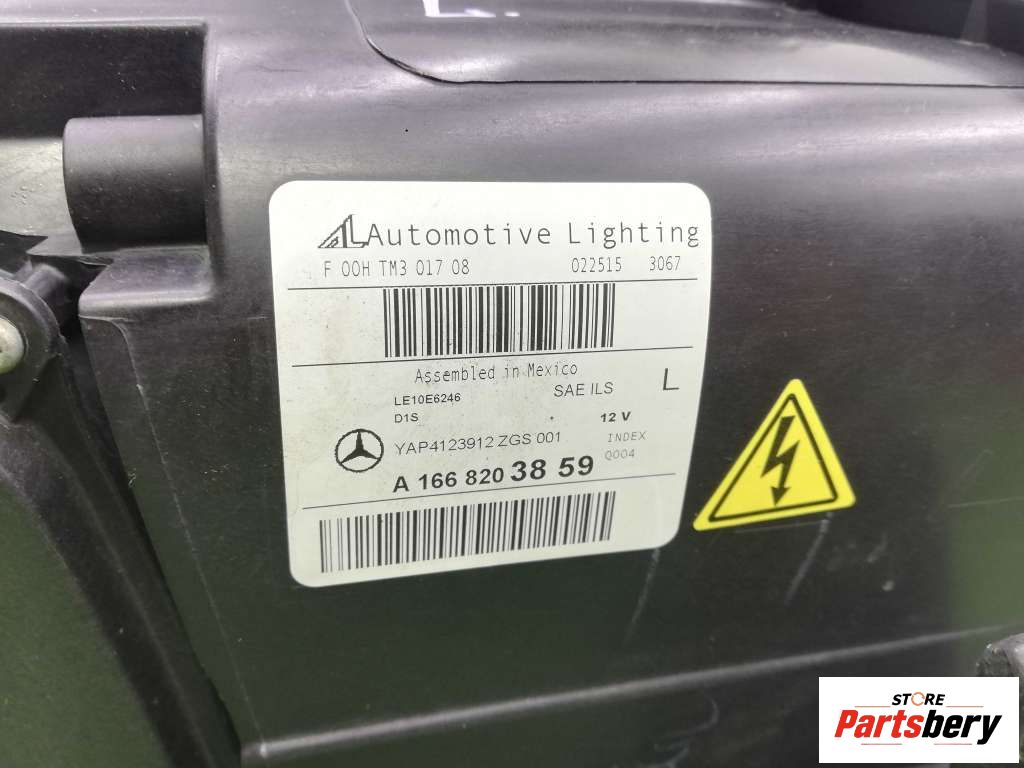 L.
AL Automotive Lighting
F 00H TM3 017 08 022515 3067
Assembled in Mexico
LE10E6246 SAE ILS L
D1S 12 V
YAP4123912 ZGS 001 INDEX
Q004
A 166 820 38 59
STORE
Partsbery